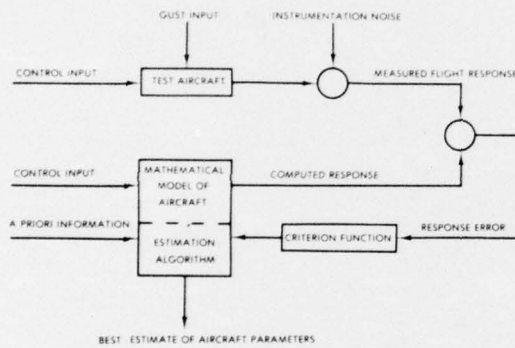 GUST INPUT
INSTRUMENTATION NOISE
CONTROL INPUT
TEST AIRCRAFT
MEASURED FLIGHT RESPONSE
CONTROL INPUT
MATHEMATICAL
MODEL OF
AIRCRAFT
COMPUTED RESPONSE
A PRIORI INFORMATION
ESTIMATION
ALGORITHM
CRITERION FUNCTION
RESPONSE ERROR
BEST ESTIMATE OF AIRCRAFT PARAMETERS